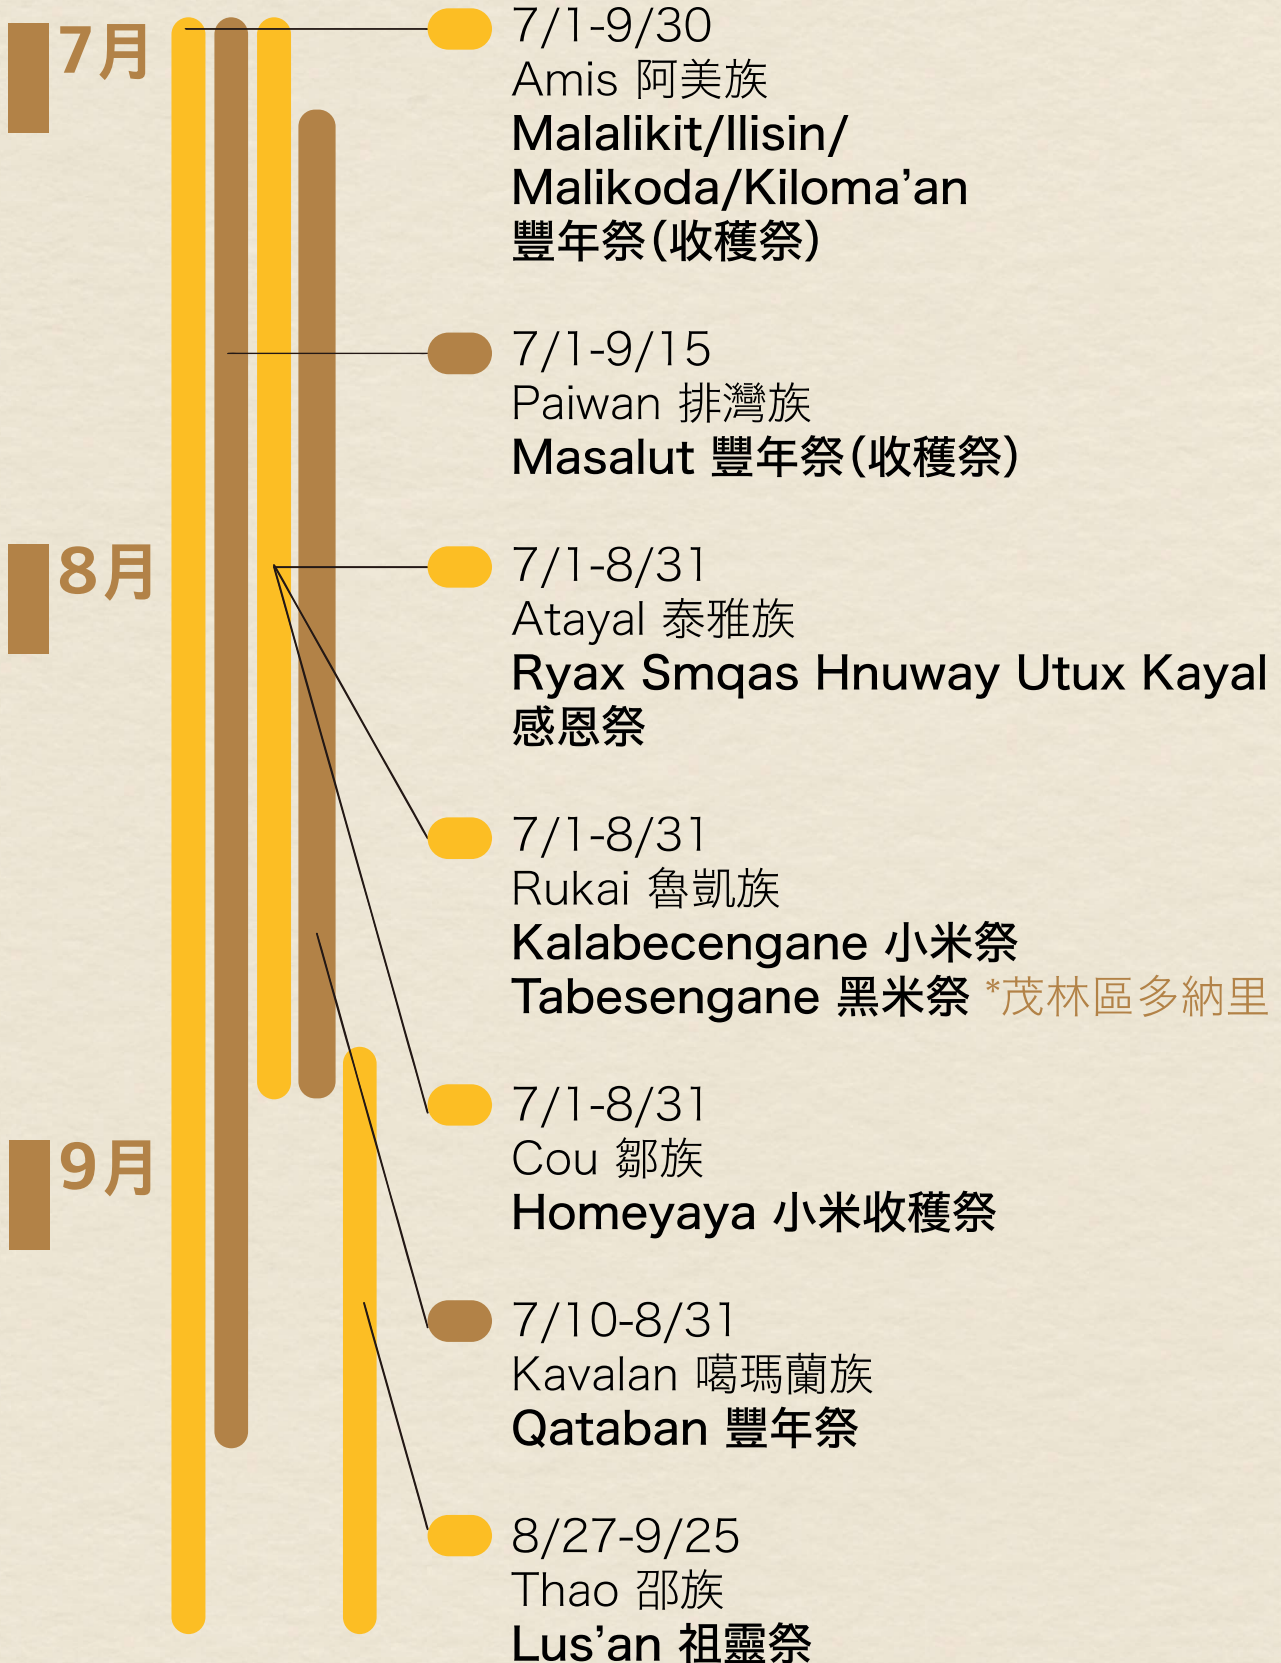 7月
7/1-9/30
Amis 阿美族
Malalikit/Ilisin/
Malikoda/Kiloma’an
豐年祭(收穫祭)
7/1-9/15
Paiwan 排灣族
Masalut 豐年祭(收穫祭)
8月
7/1-8/31
Atayal 泰雅族
Ryax Smqas Hnuway Utux Kayal
感恩祭
7/1-8/31
Rukai 魯凱族
Kalabecengane 小米祭
Tabesengane 黑米祭 *茂林區多納里
9月
7/1-8/31
Cou 鄒族
Homeyaya 小米收穫祭
7/10-8/31
Kavalan 噶瑪蘭族
Qataban 豐年祭
8/27-9/25
Thao 邵族
Lus’an 祖靈祭